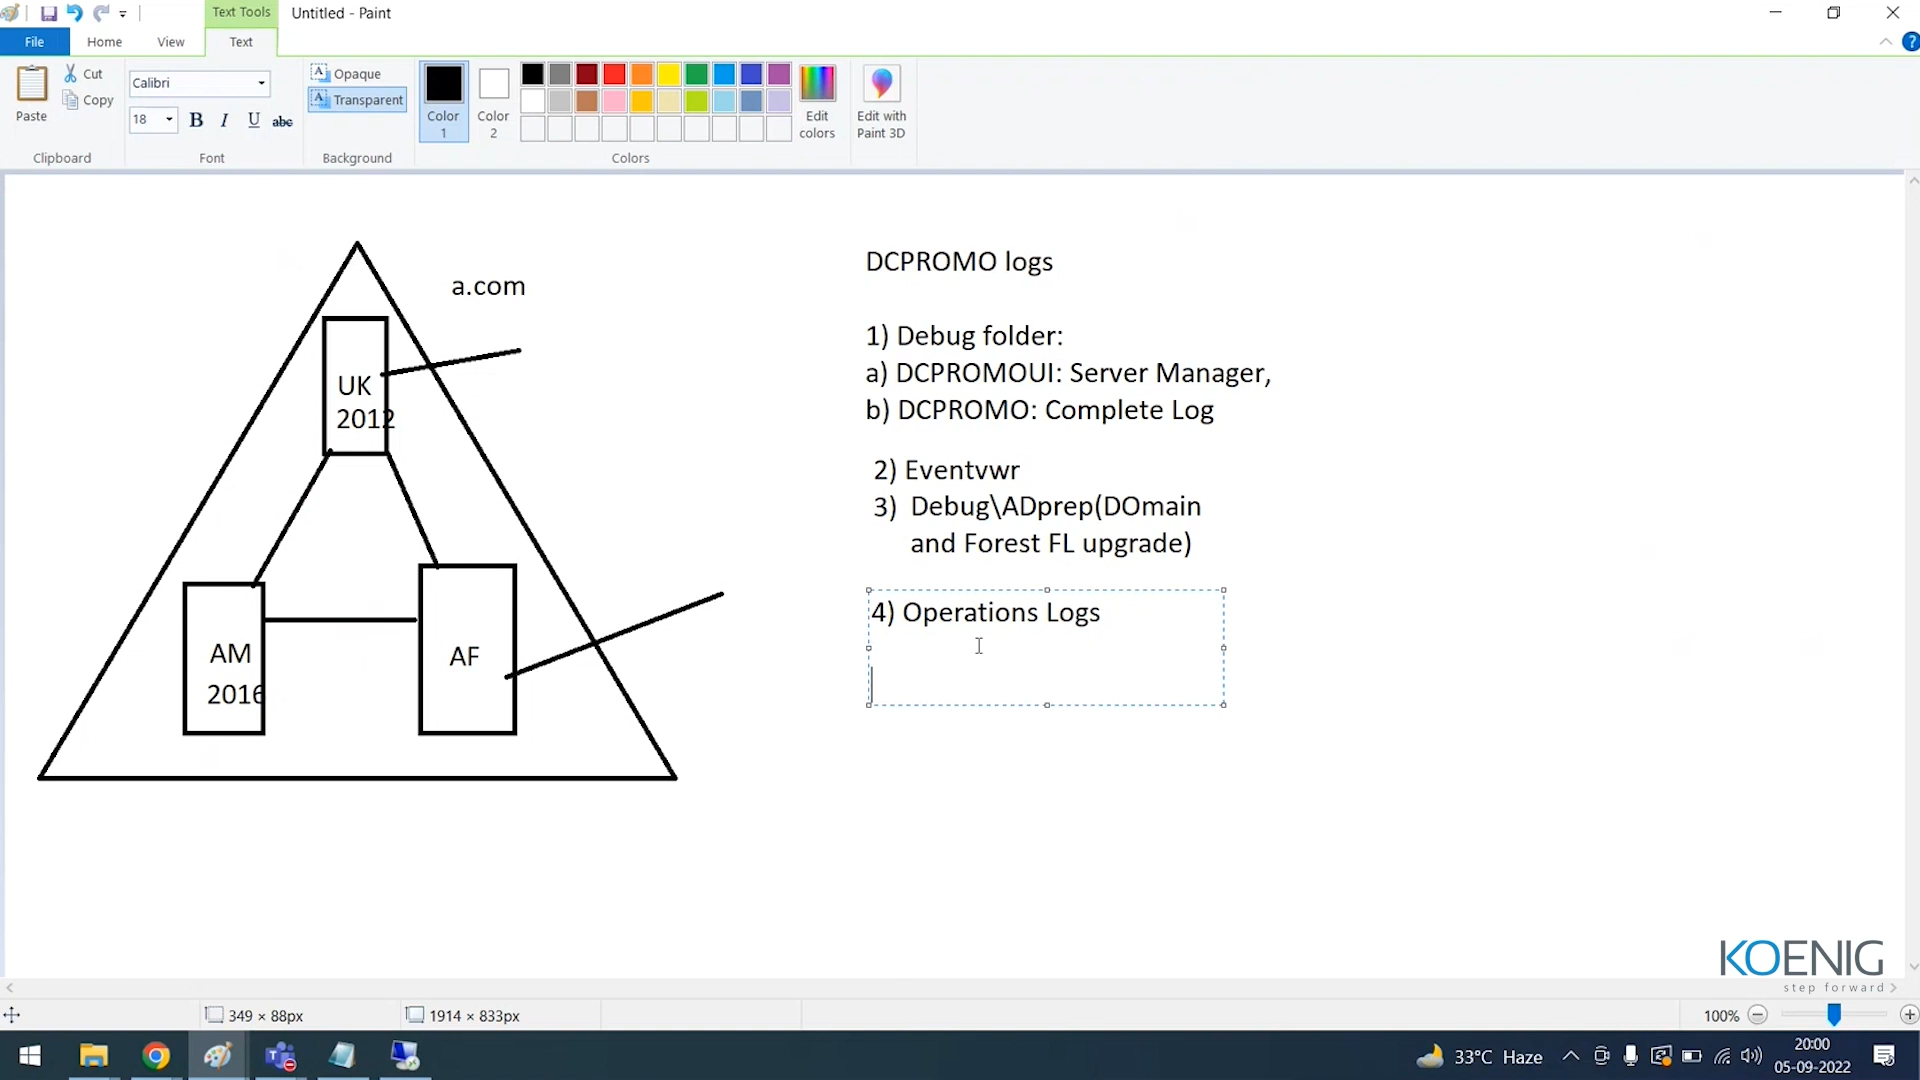 Text Tools
Untitled - Paint
File
Home
View
Text
Paste
Cut
Copy
Clipboard
Calibri
18
B
I
U
abc
Font
Opaque
Transparent
Background
Color
1
Color
2
Edit
colors
Colors
Edit with
Paint 3D
a.com
UK
2012
AM
2016
AF
DCPROMO logs
1) Debug folder:
a) DCPROMOUI: Server Manager,
b) DCPROMO: Complete Log
2) Eventvwr
3) Debug\ADprep(DOmain
and Forest FL upgrade)
4) Operations Logs
KOENIG
step forward
349 × 88px
1914 × 833px
100%
33°C Haze
20:00
05-09-2022